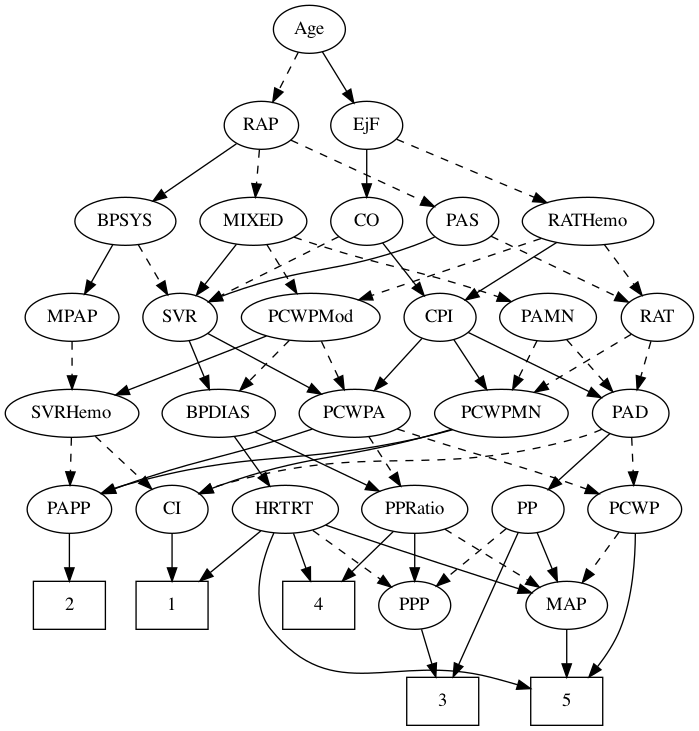 Age
RAP EjF
BPSYS MIXED CO PAS RATHemo
MPAP SVR PCWPMod CPI PAMN RAT
SVRHemo BPDIAS PCWPA PCWPMN PAD
PAPP CI HRTRT PPRatio PP PCWP
2 1 4 PPP MAP
3 5